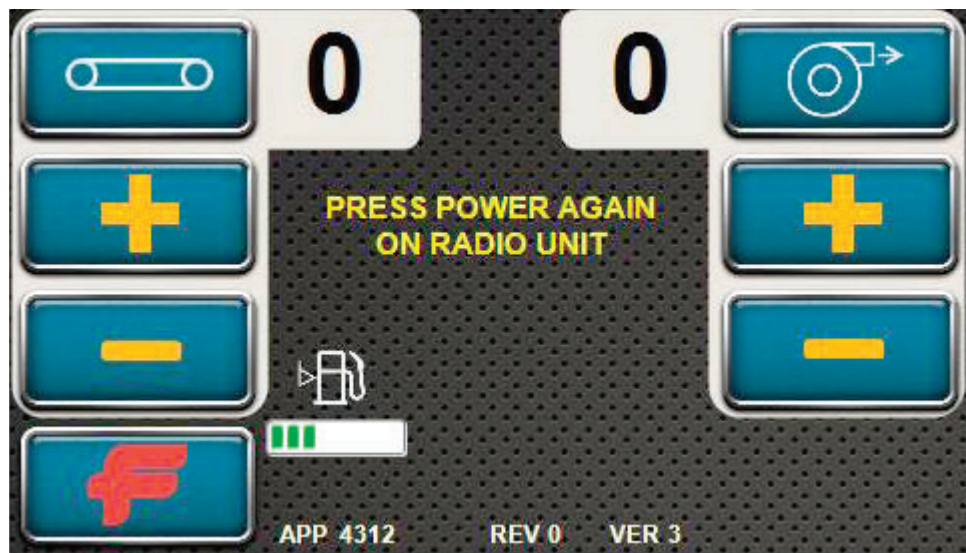 0 0
PRESS POWER AGAIN
ON RADIO UNIT
APP 4312 REV 0 VER 3